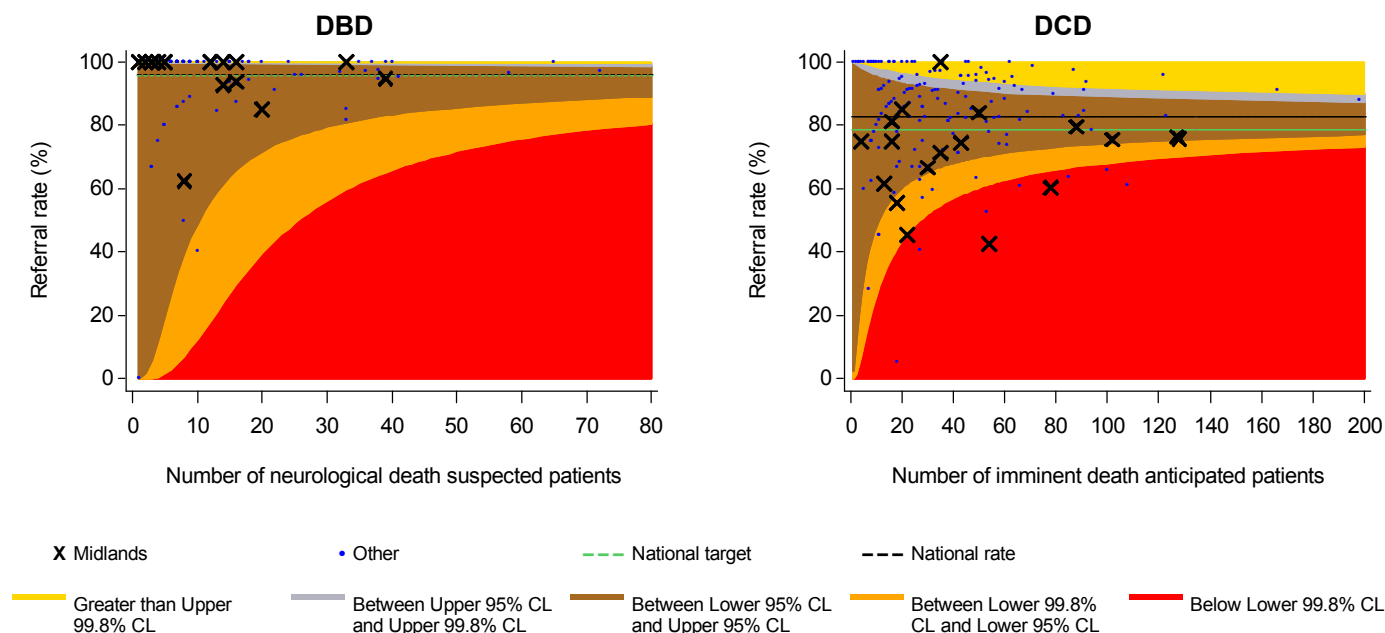 DBD
DCD
Referral rate (%)
100
80
60
40
20
0
0 10 20 30 40 50 60 70 80
Number of neurological death suspected patients
Referral rate (%)
100
80
60
40
20
0
0 20 40 60 80 100 120 140 160 180 200
Number of imminent death anticipated patients
X Midlands
Other
National target
National rate
Greater than Upper
99.8% CL
Between Upper 95% CL
and Upper 99.8% CL
Between Lower 95%
and Upper 95% CL
Between Lower 99.8%
CL and Lower 95% CL
Below Lower 99.8% CL